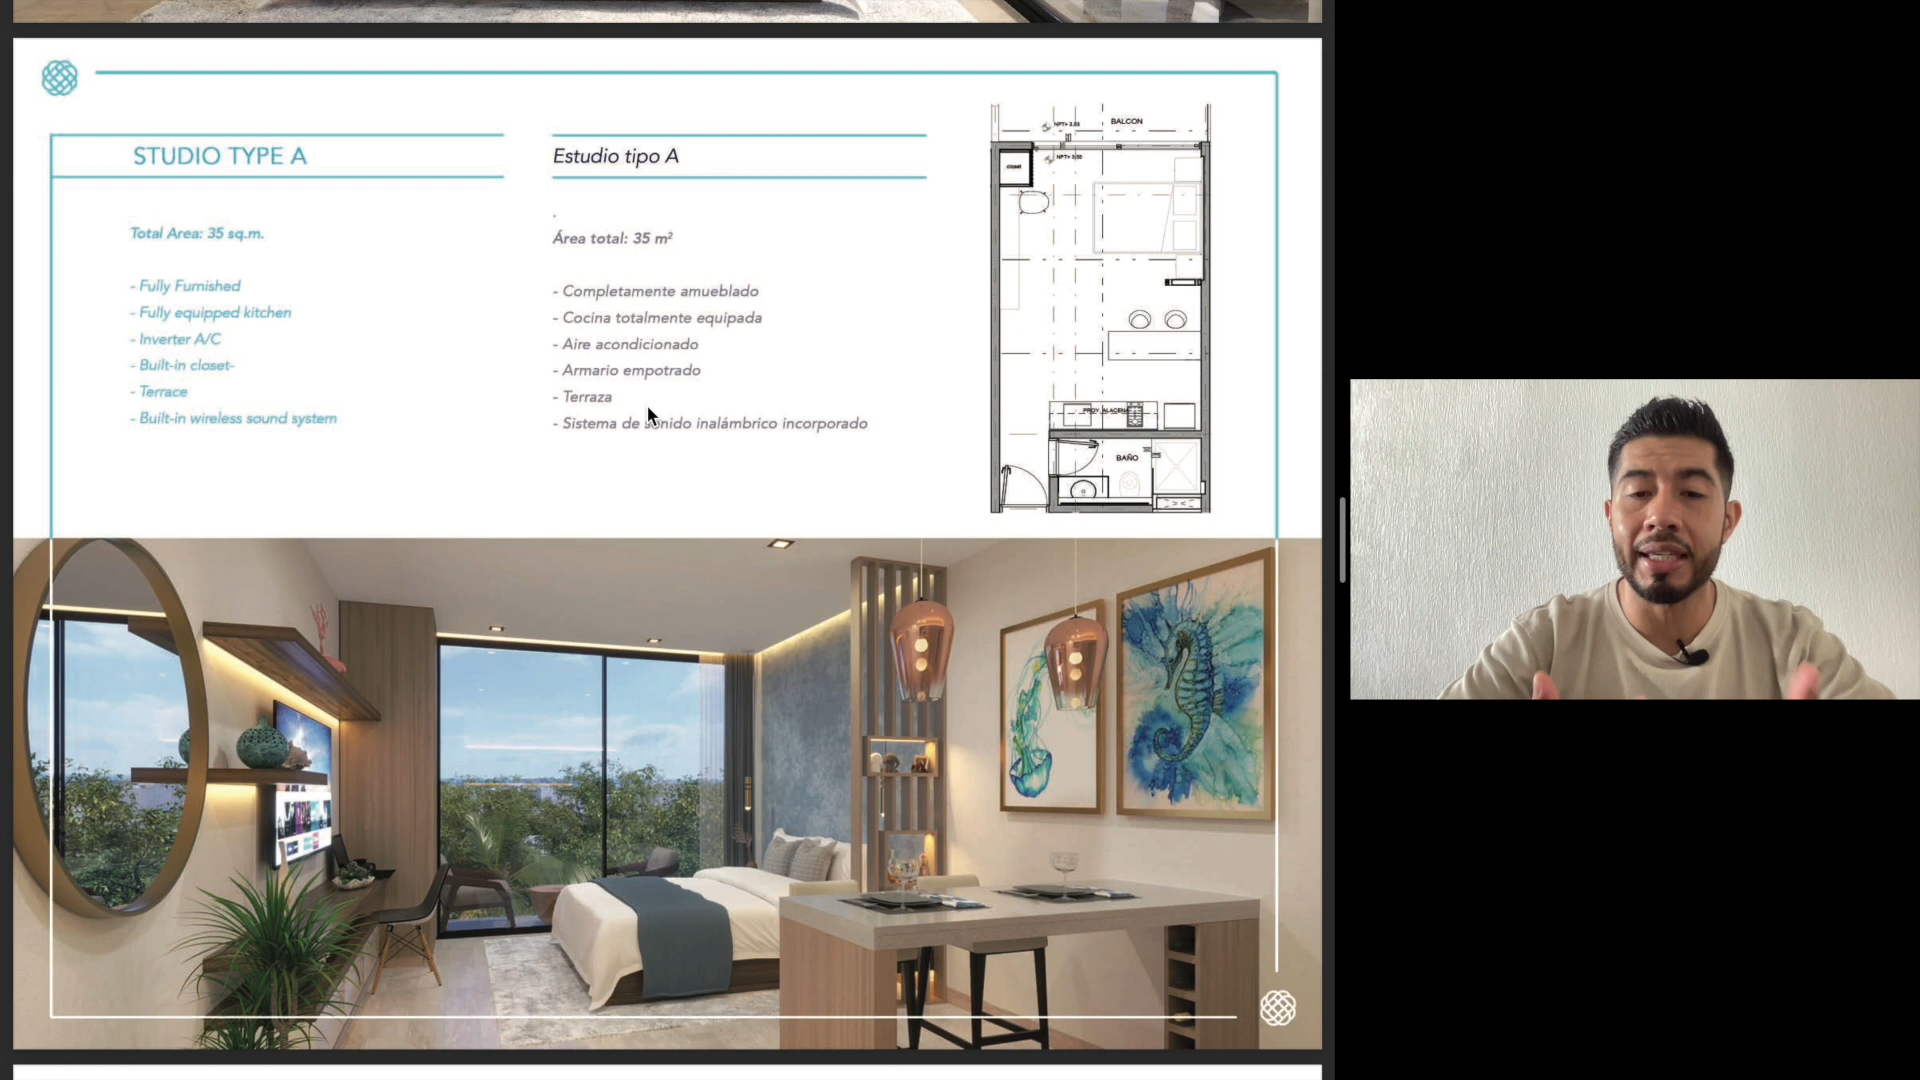 STUDIO TYPE A
Total Area: 35 sq.m.
- Fully Furnished
- Fully equipped kitchen
- Inverter A/C
- Built-in closet-
- Terrace
- Built-in wireless sound system
Estudio tipo A
.
Área total: 35 m²
- Completamente amueblado
- Cocina totalmente equipada
- Aire acondicionado
- Armario empotrado
- Terraza
- Sistema de sonido inalámbrico incorporado
BALCON
closet
PROV. ALACENA
BAÑO